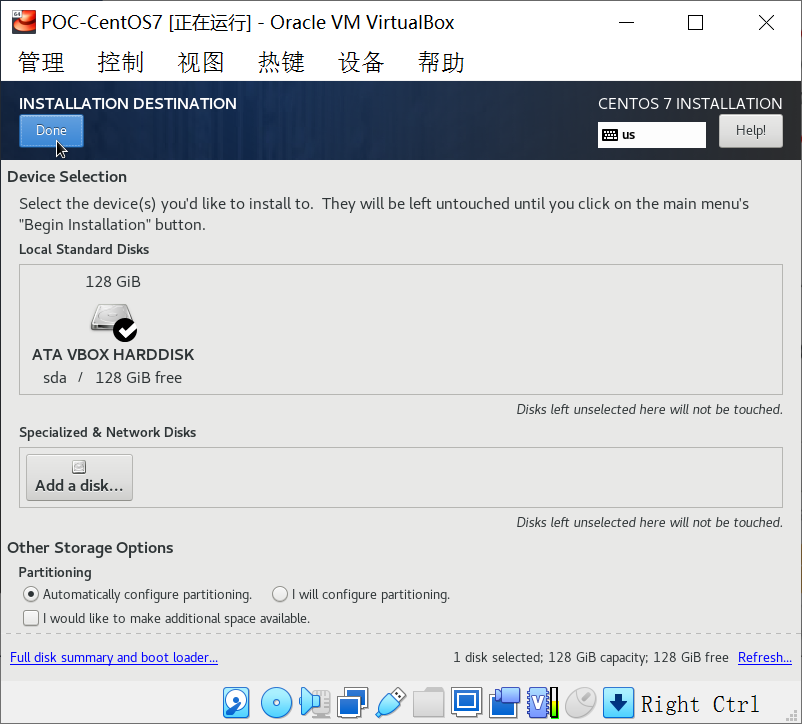 POC-CentOS7 [正在运行] - Oracle VM VirtualBox
管理 控制 视图 热键 设备 帮助
INSTALLATION DESTINATION
CENTOS 7 INSTALLATION
Done
us
Help!
Device Selection
Select the device(s) you'd like to install to. They will be left untouched until you click on the main menu's
"Begin Installation" button.
Local Standard Disks
128 GiB
ATA VBOX HARDDISK
sda / 128 GiB free
Disks left unselected here will not be touched.
Specialized & Network Disks
Add a disk...
Disks left unselected here will not be touched.
Other Storage Options
Partitioning
Automatically configure partitioning. I will configure partitioning.
I would like to make additional space available.
Full disk summary and boot loader... 1 disk selected; 128 GiB capacity; 128 GiB free Refresh...
Right Ctrl